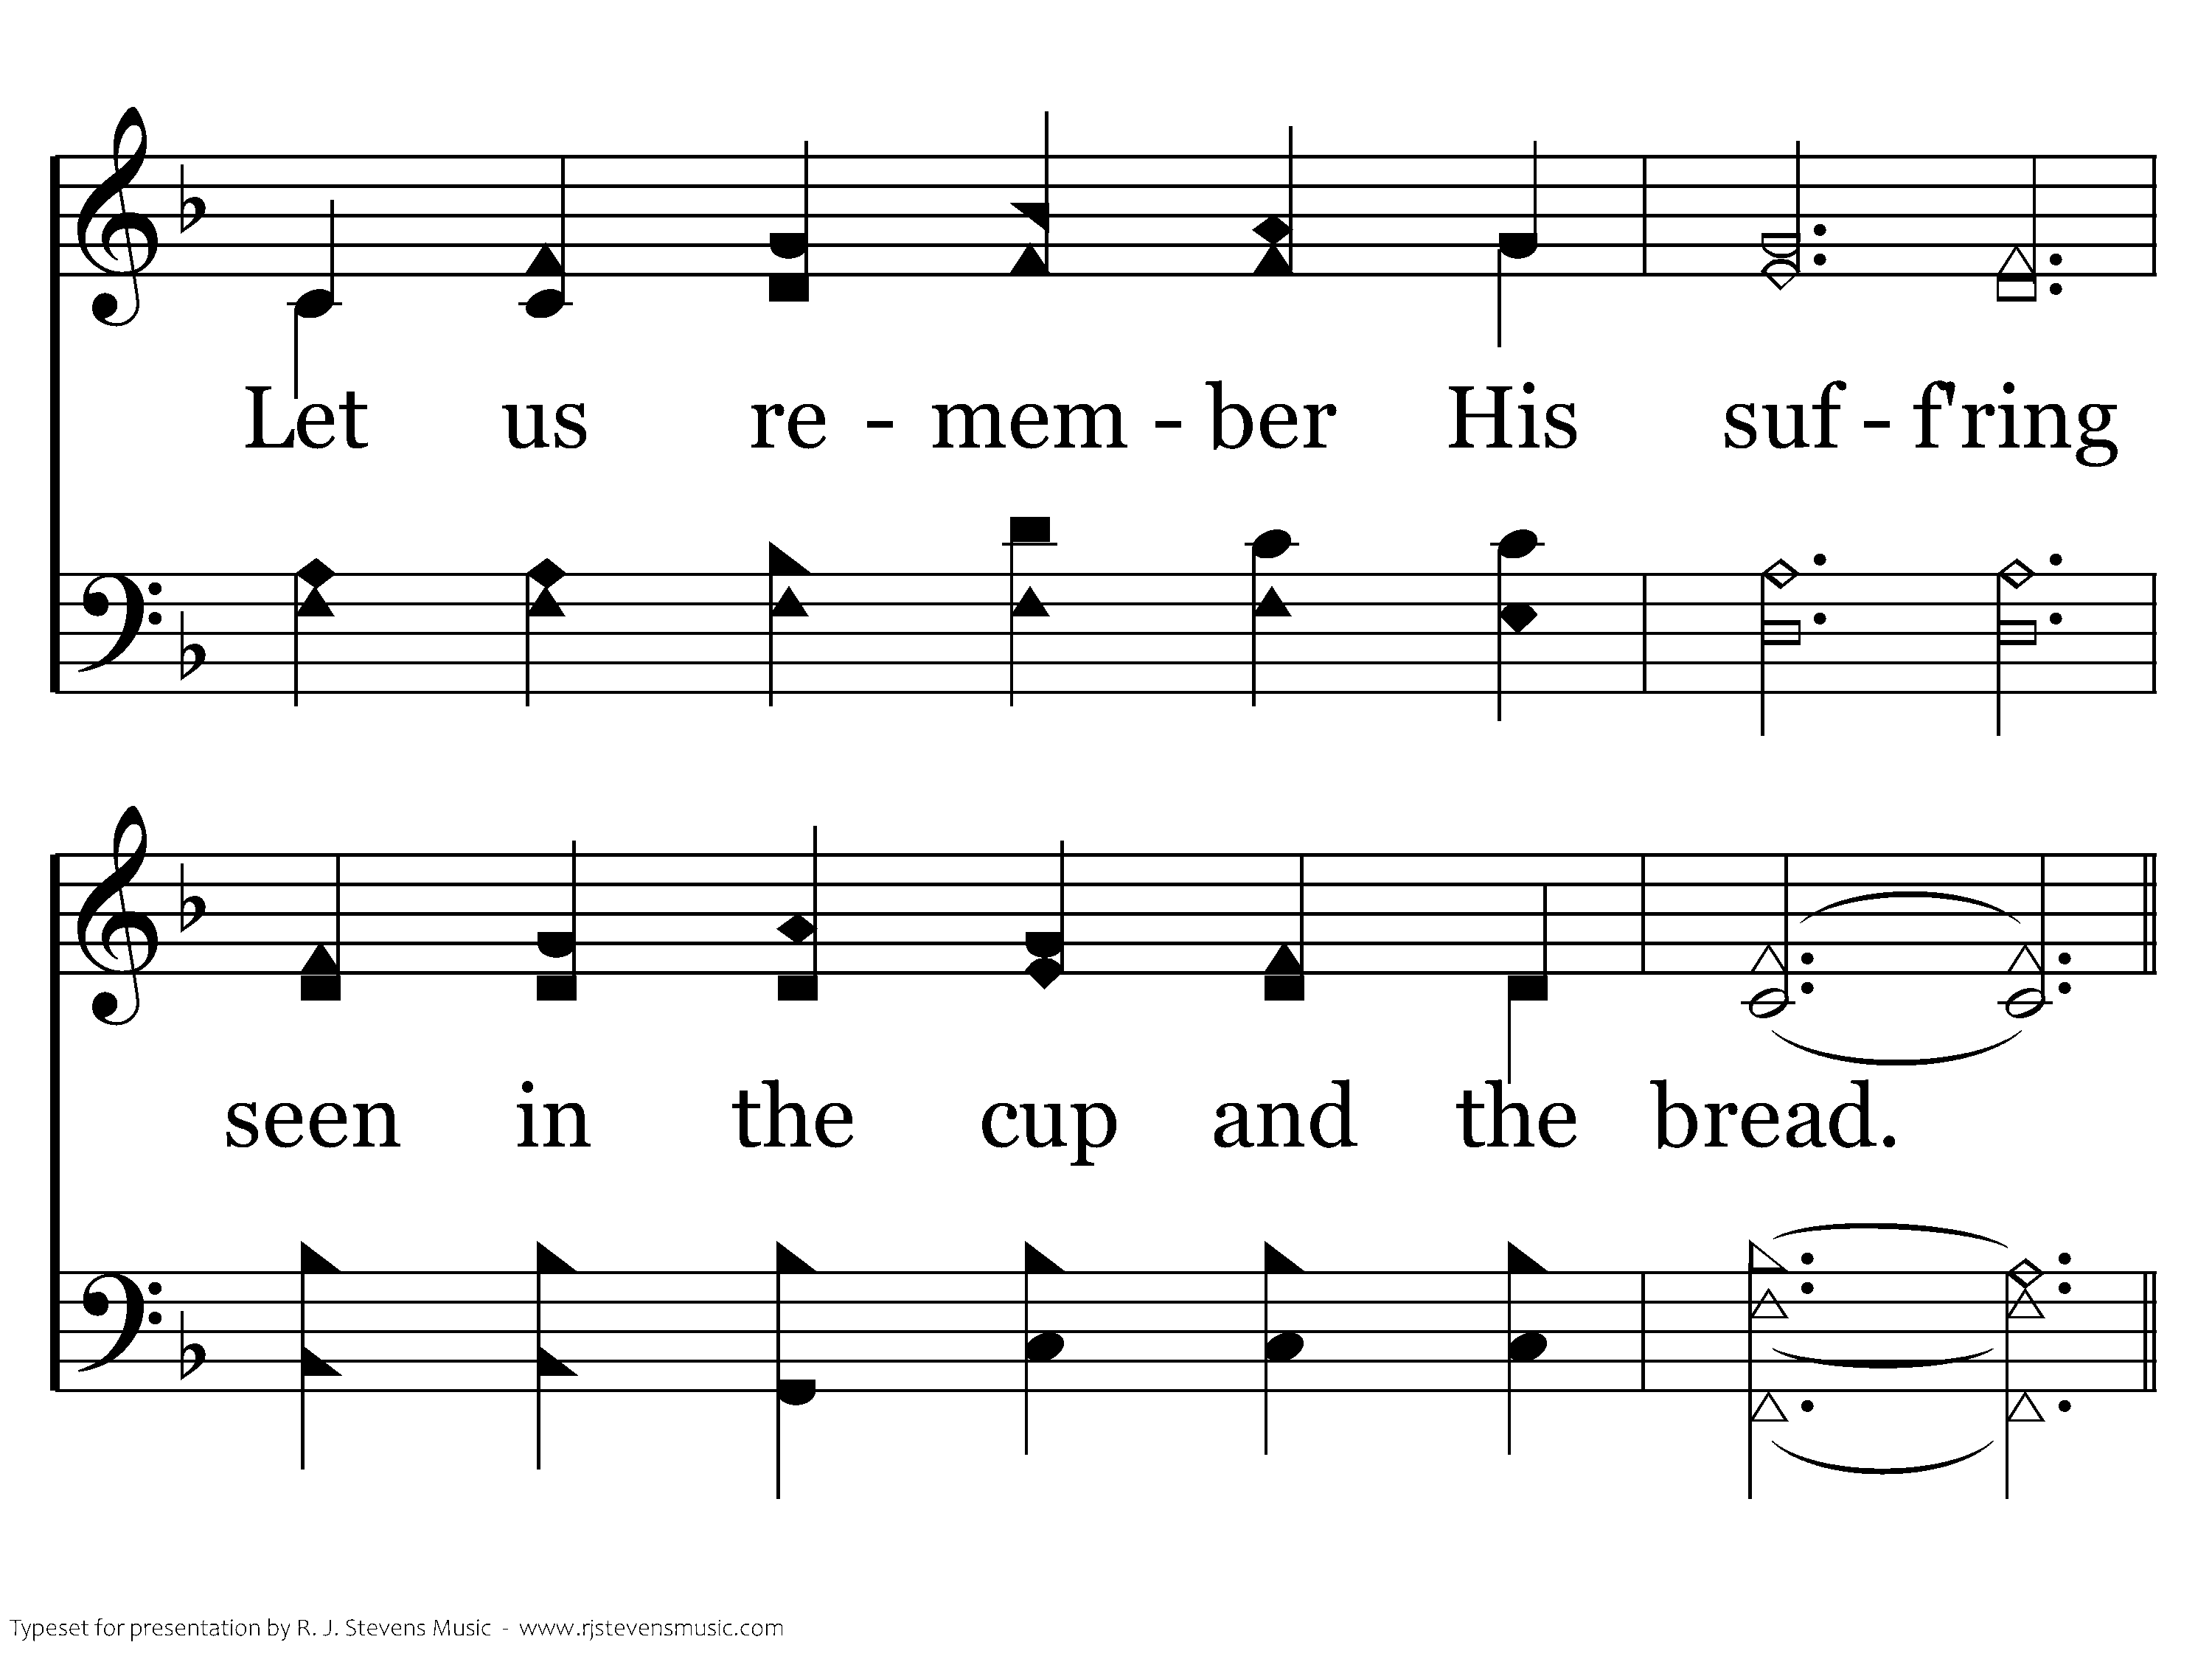 Let us re - mem - ber His suf - f'ring
seen in the cup and the bread.
Typeset for presentation by R. J. Stevens Music - www.rjstevensmusic.com